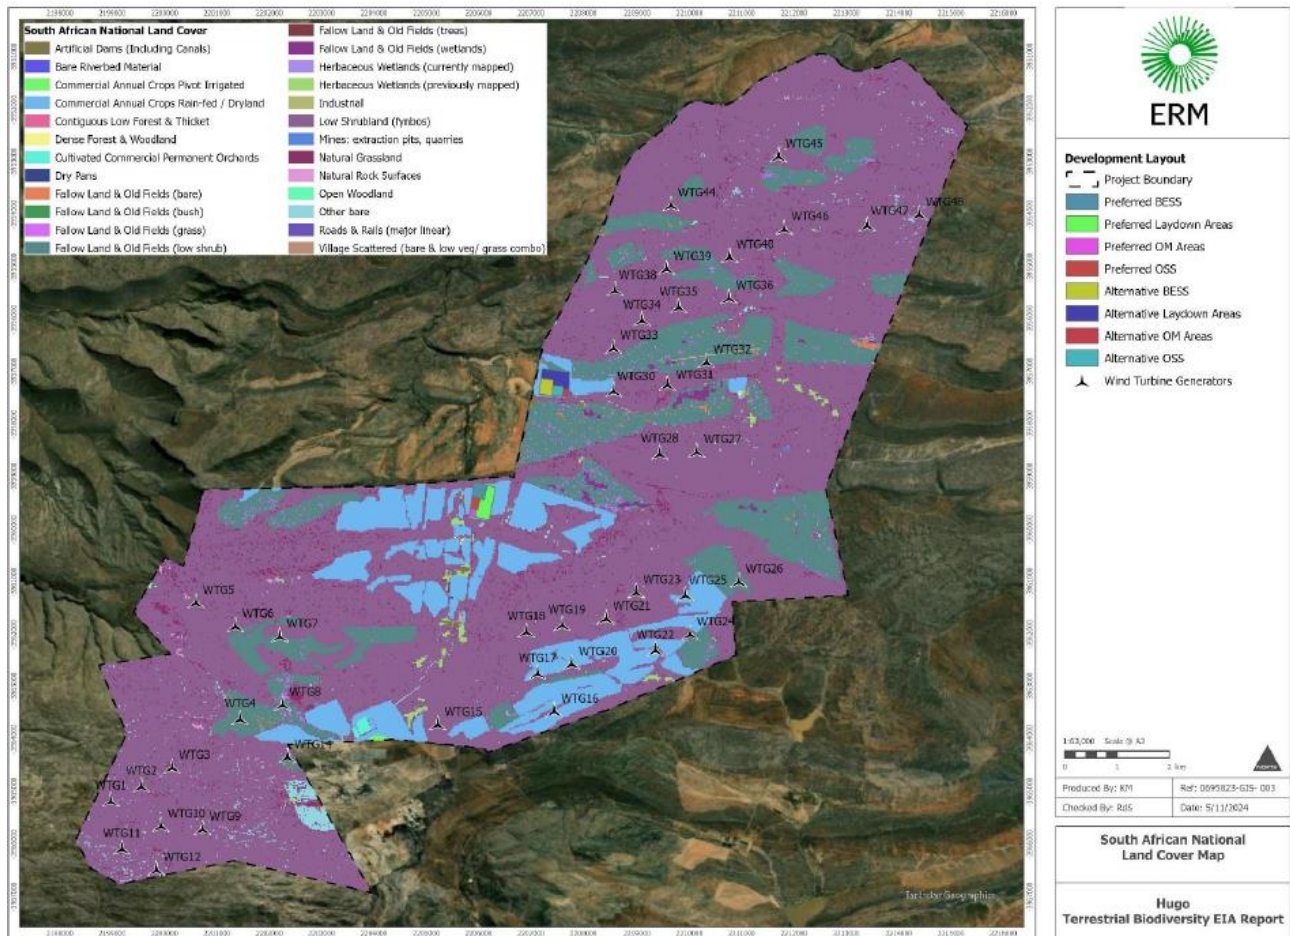 South African National Land Cover
Artificial Dams (Including Canals)
Bare Riverbed Material
Commercial Annual Crops Pivot Irrigated
Commercial Annual Crops Rain-fed / Dryland
Contiguous Low Forest & Thicket
Dense Forest & Woodland
Cultivated Commercial Permanent Orchards
Dry Pans
Fallow Land & Old Fields (bare)
Fallow Land & Old Fields (bush)
Fallow Land & Old Fields (grass)
Fallow Land & Old Fields (low shrub)
Fallow Land & Old Fields (trees)
Fallow Land & Old Fields (wetlands)
Herbaceous Wetlands (currently mapped)
Herbaceous Wetlands (previously mapped)
Industrial
Low Shrubland (fynbos)
Mines: extraction pits, quarries
Natural Grassland
Natural Rock Surfaces
Open Woodland
Other bare
Roads & Rails (major linear)
Village Scattered (bare & low veg/ grass combo)
WTG45
WTG44
WTG48
WTG47
WTG46
WTG40
WTG39
WTG38
WTG36
WTG35
WTG34
WTG33
WTG32
WTG31
WTG30
WTG28
WTG27
WTG26
WTG25
WTG23
WTG5
WTG21
WTG19
WTG18
WTG6
WTG7
WTG24
WTG22
WTG20
WTG17
WTG8
WTG4
WTG16
WTG15
WTG14
WTG3
WTG2
WTG1
WTG10
WTG9
WTG11
WTG12
Earthstar Geographics
ERM
Development Layout
Project Boundary
Preferred BESS
Preferred Laydown Areas
Preferred OM Areas
Preferred OSS
Alternative BESS
Alternative Laydown Areas
Alternative OM Areas
Alternative OSS
Wind Turbine Generators
Scale @ A3
0 1 2 km
Produced By: KM
Ref: 0695823-GIS- 003
Checked By: RdS
Date: 5/11/2024
South African National
Land Cover Map
Hugo
Terrestrial Biodiversity EIA Report